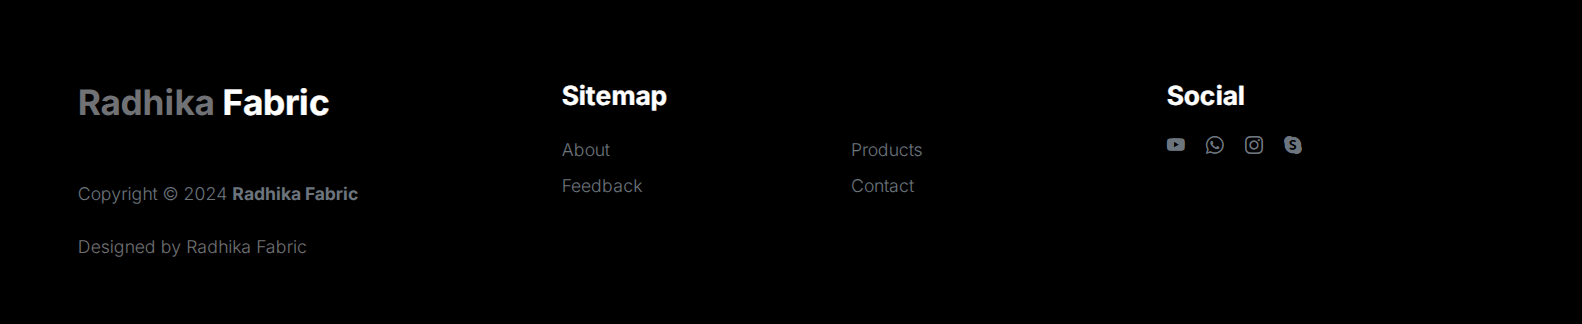 Radhika Fabric
Copyright © 2024 Radhika Fabric
Designed by Radhika Fabric
Sitemap
About
Feedback
Products
Contact
Social